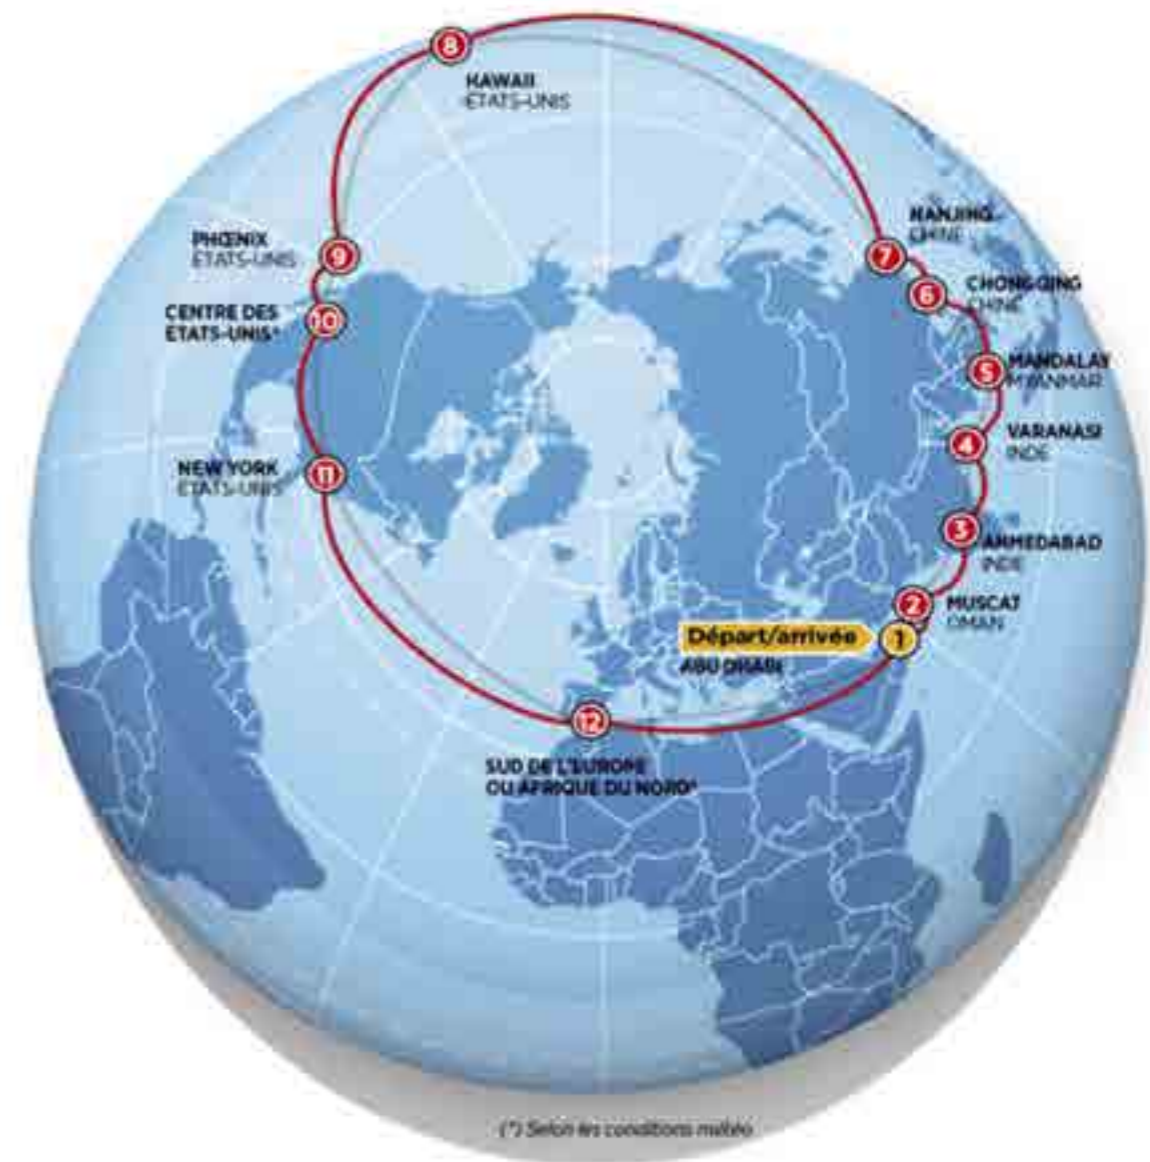 8
HAWAII
ÉTATS-UNIS
NANJING
CHINE
7
PHŒNIX
ÉTATS-UNIS
9
6
CHONGQING
CHINE
CENTRE DES
ÉTATS-UNIS*
10
5
MANDALAY
MYANMAR
4
VARANASI
INDE
NEW YORK
ÉTATS-UNIS
11
3
AHMEDABAD
INDE
2
MUSCAT
OMAN
Départ/arrivée
1
ABU DHABI
12
SUD DE L'EUROPE
OU AFRIQUE DU NORD*
(*) Selon les conditions météo